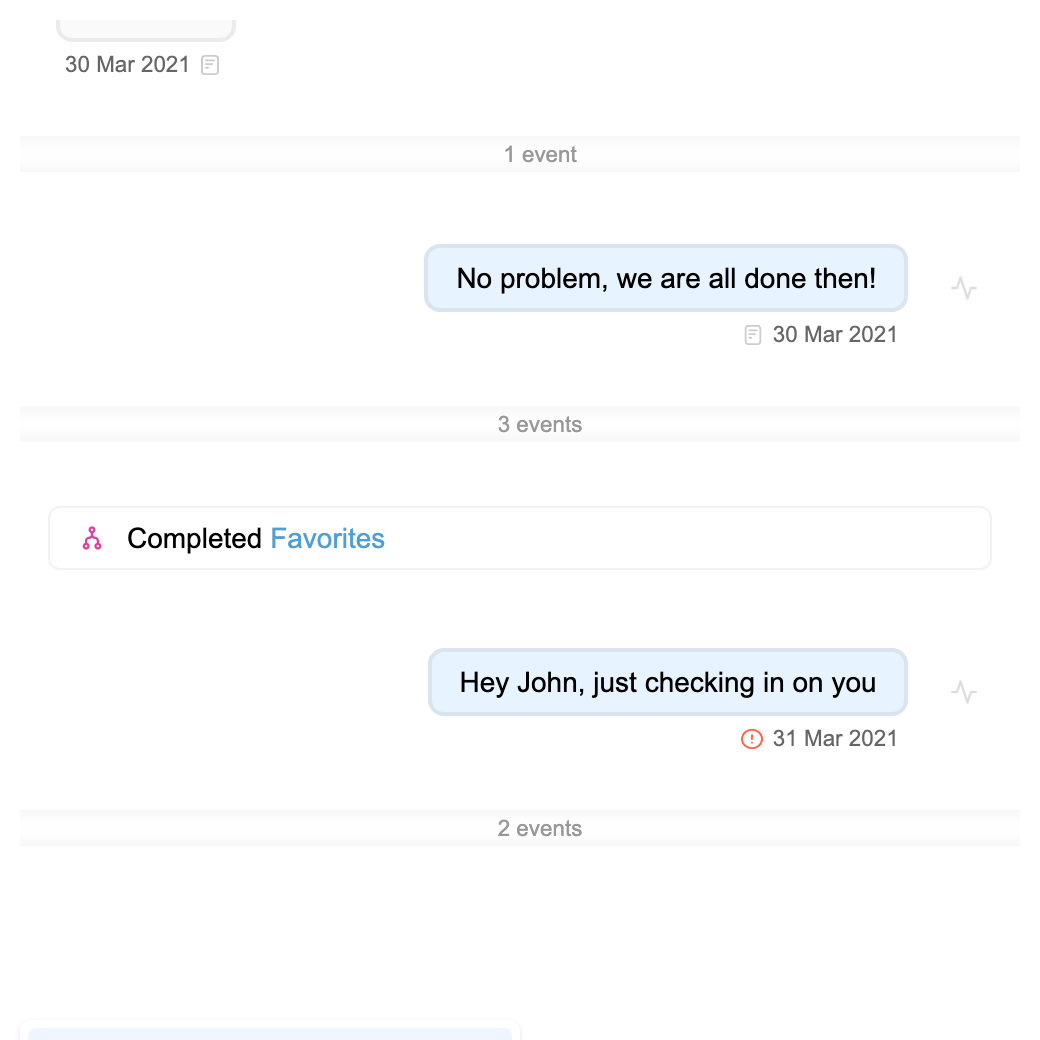 30 Mar 2021
1 event
No problem, we are all done then!
30 Mar 2021
3 events
Completed Favorites
Hey John, just checking in on you
31 Mar 2021
2 events